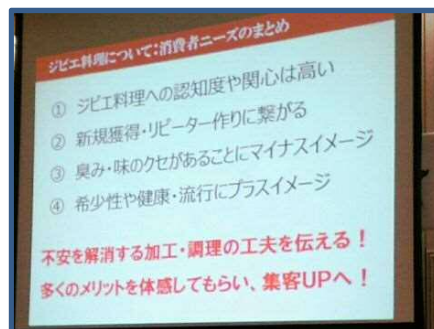 ジビエ料理について:消費者ニーズのまとめ
① ジビエ料理への認知度や関心は高い
② 新規獲得・リピーター作りに繋がる
③ 臭み・味のクセがあることにマイナスイメージ
④ 希少性や健康・流行にプラスイメージ
不安を解消する加工・調理の工夫を伝える！
多くのメリットを体感してもらい、集客UPへ！